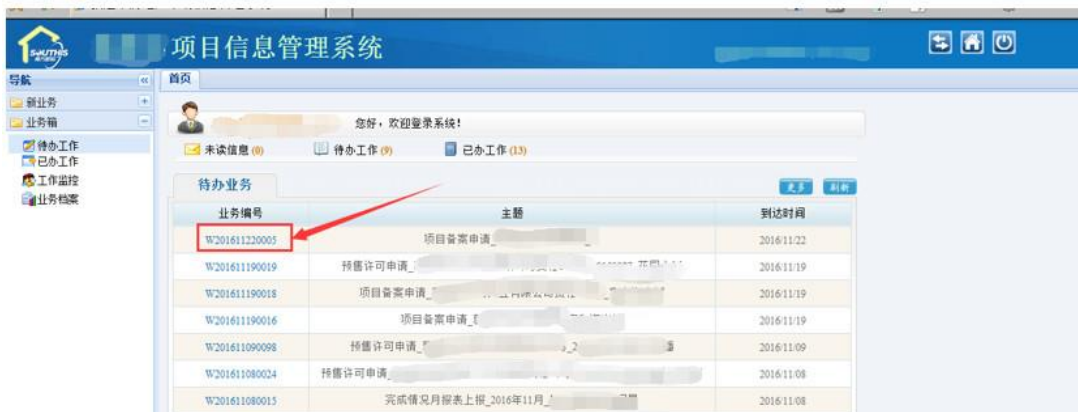 项目信息管理系统
SOUTHIS
导航
首页
新业务
业务箱
待办工作
已办工作
工作监控
业务档案
您好,欢迎登录系统!
未读信息(0) 待办工作(9) 已办工作(13)
待办业务 更多 刷新
业务编号 主题 到达时间
W201611220005 项目备案申请_ 2016/11/22
W201611190019 预售许可申请_ 2016/11/19
W201611190018 项目备案申请_ 2016/11/19
W201611190016 项目备案申请_ 2016/11/19
W201611090098 预售许可申请_ 2016/11/09
W201611080024 预售许可申请_ 2016/11/08
W201611080015 完成情况月报表上报_2016年11月_ 2016/11/08